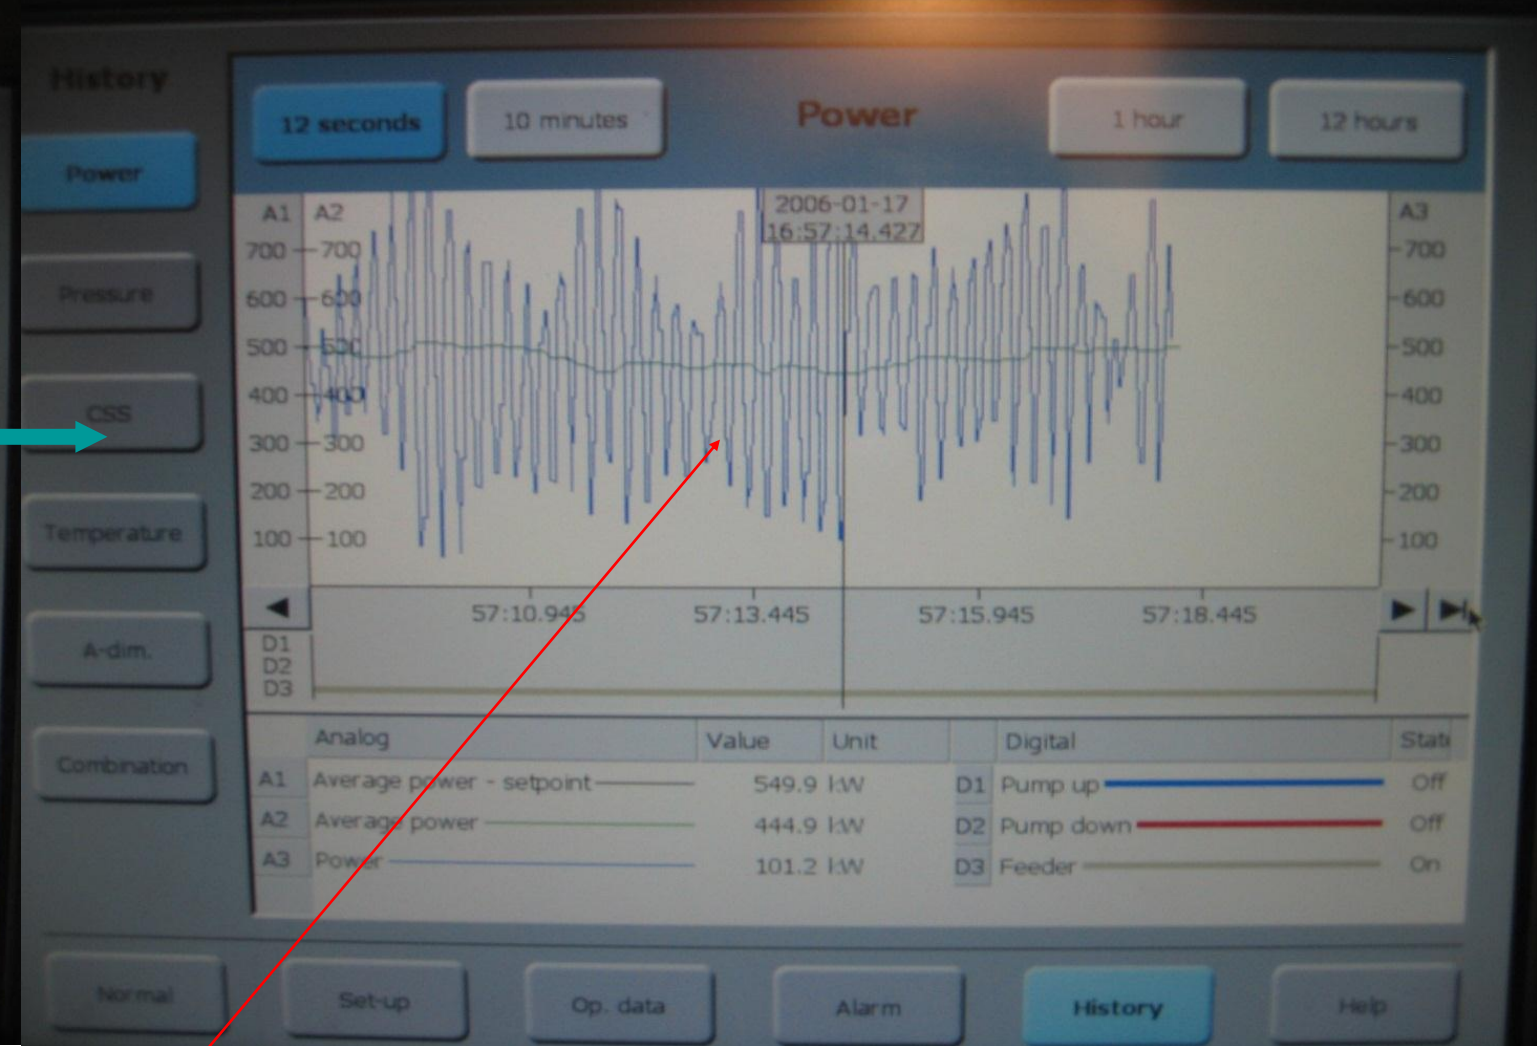 History
12 seconds
10 minutes
Power
1 hour
12 hours
Power
Pressure
CSS
Temperature
A-dim.
Combination
A1 A2
A3
2006-01-17
16:57:14.427
700 700 700
600 600 600
500 500 500
400 400 400
300 300 300
200 200 200
100 100 100
57:10.945 57:13.445 57:15.945 57:18.445
D1
D2
D3
Analog Value Unit Digital Stat
A1 Average power - setpoint 549.9 kW D1 Pump up Off
A2 Average power 444.9 kW D2 Pump down Off
A3 Power 101.2 kW D3 Feeder On
Normal Set-up Op. data Alarm History Help